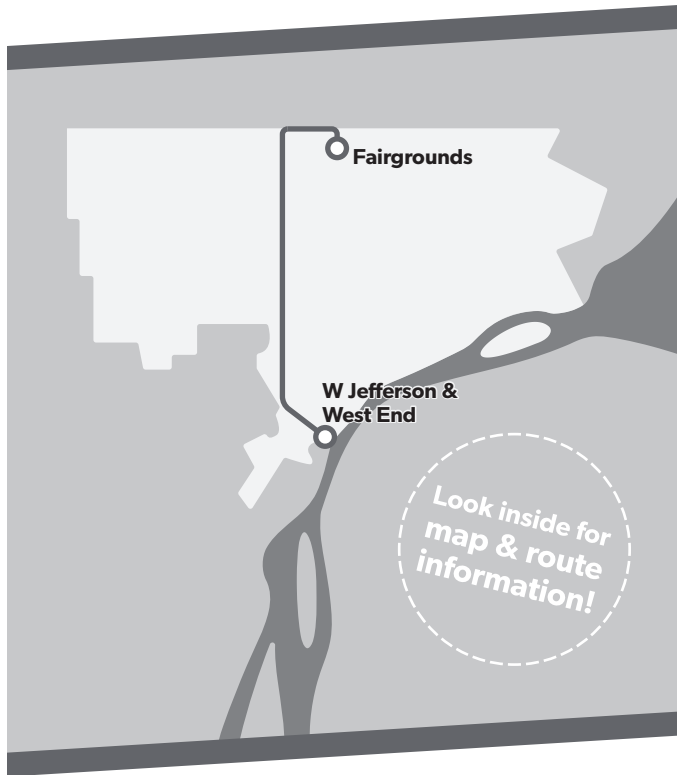 Fairgrounds
W Jefferson &
West End
Look inside for
map & route
information!